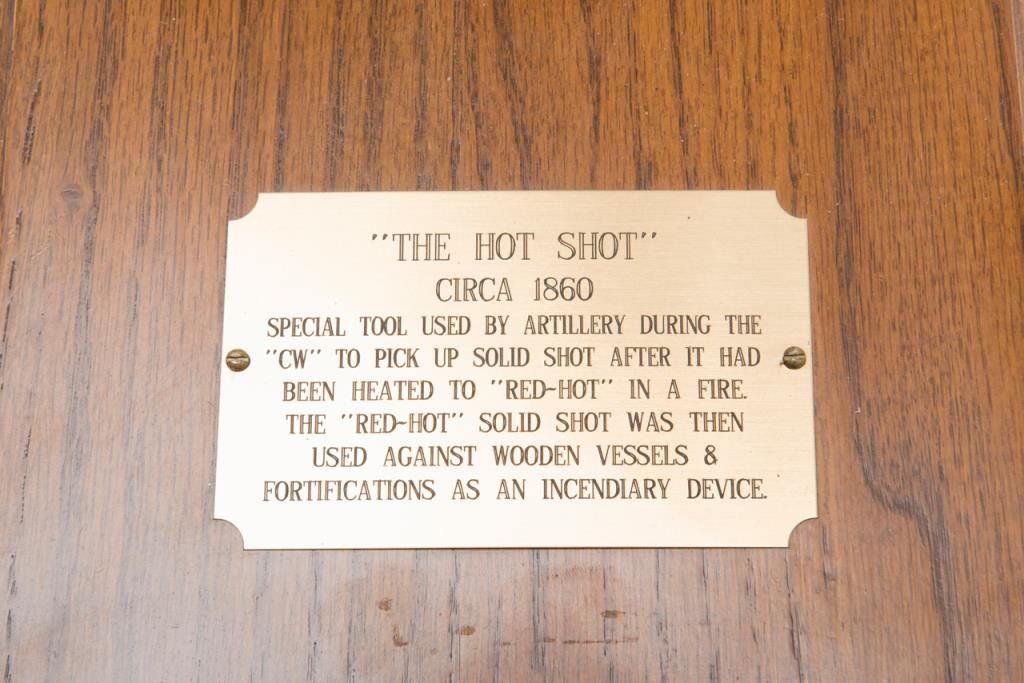 "THE HOT SHOT"
CIRCA 1860
SPECIAL TOOL USED BY ARTILLERY DURING THE
"CW" TO PICK UP SOLID SHOT AFTER IT HAD
BEEN HEATED TO "RED-HOT" IN A FIRE.
THE "RED-HOT" SOLID SHOT WAS THEN
USED AGAINST WOODEN VESSELS &
FORTIFICATIONS AS AN INCENDIARY DEVICE.